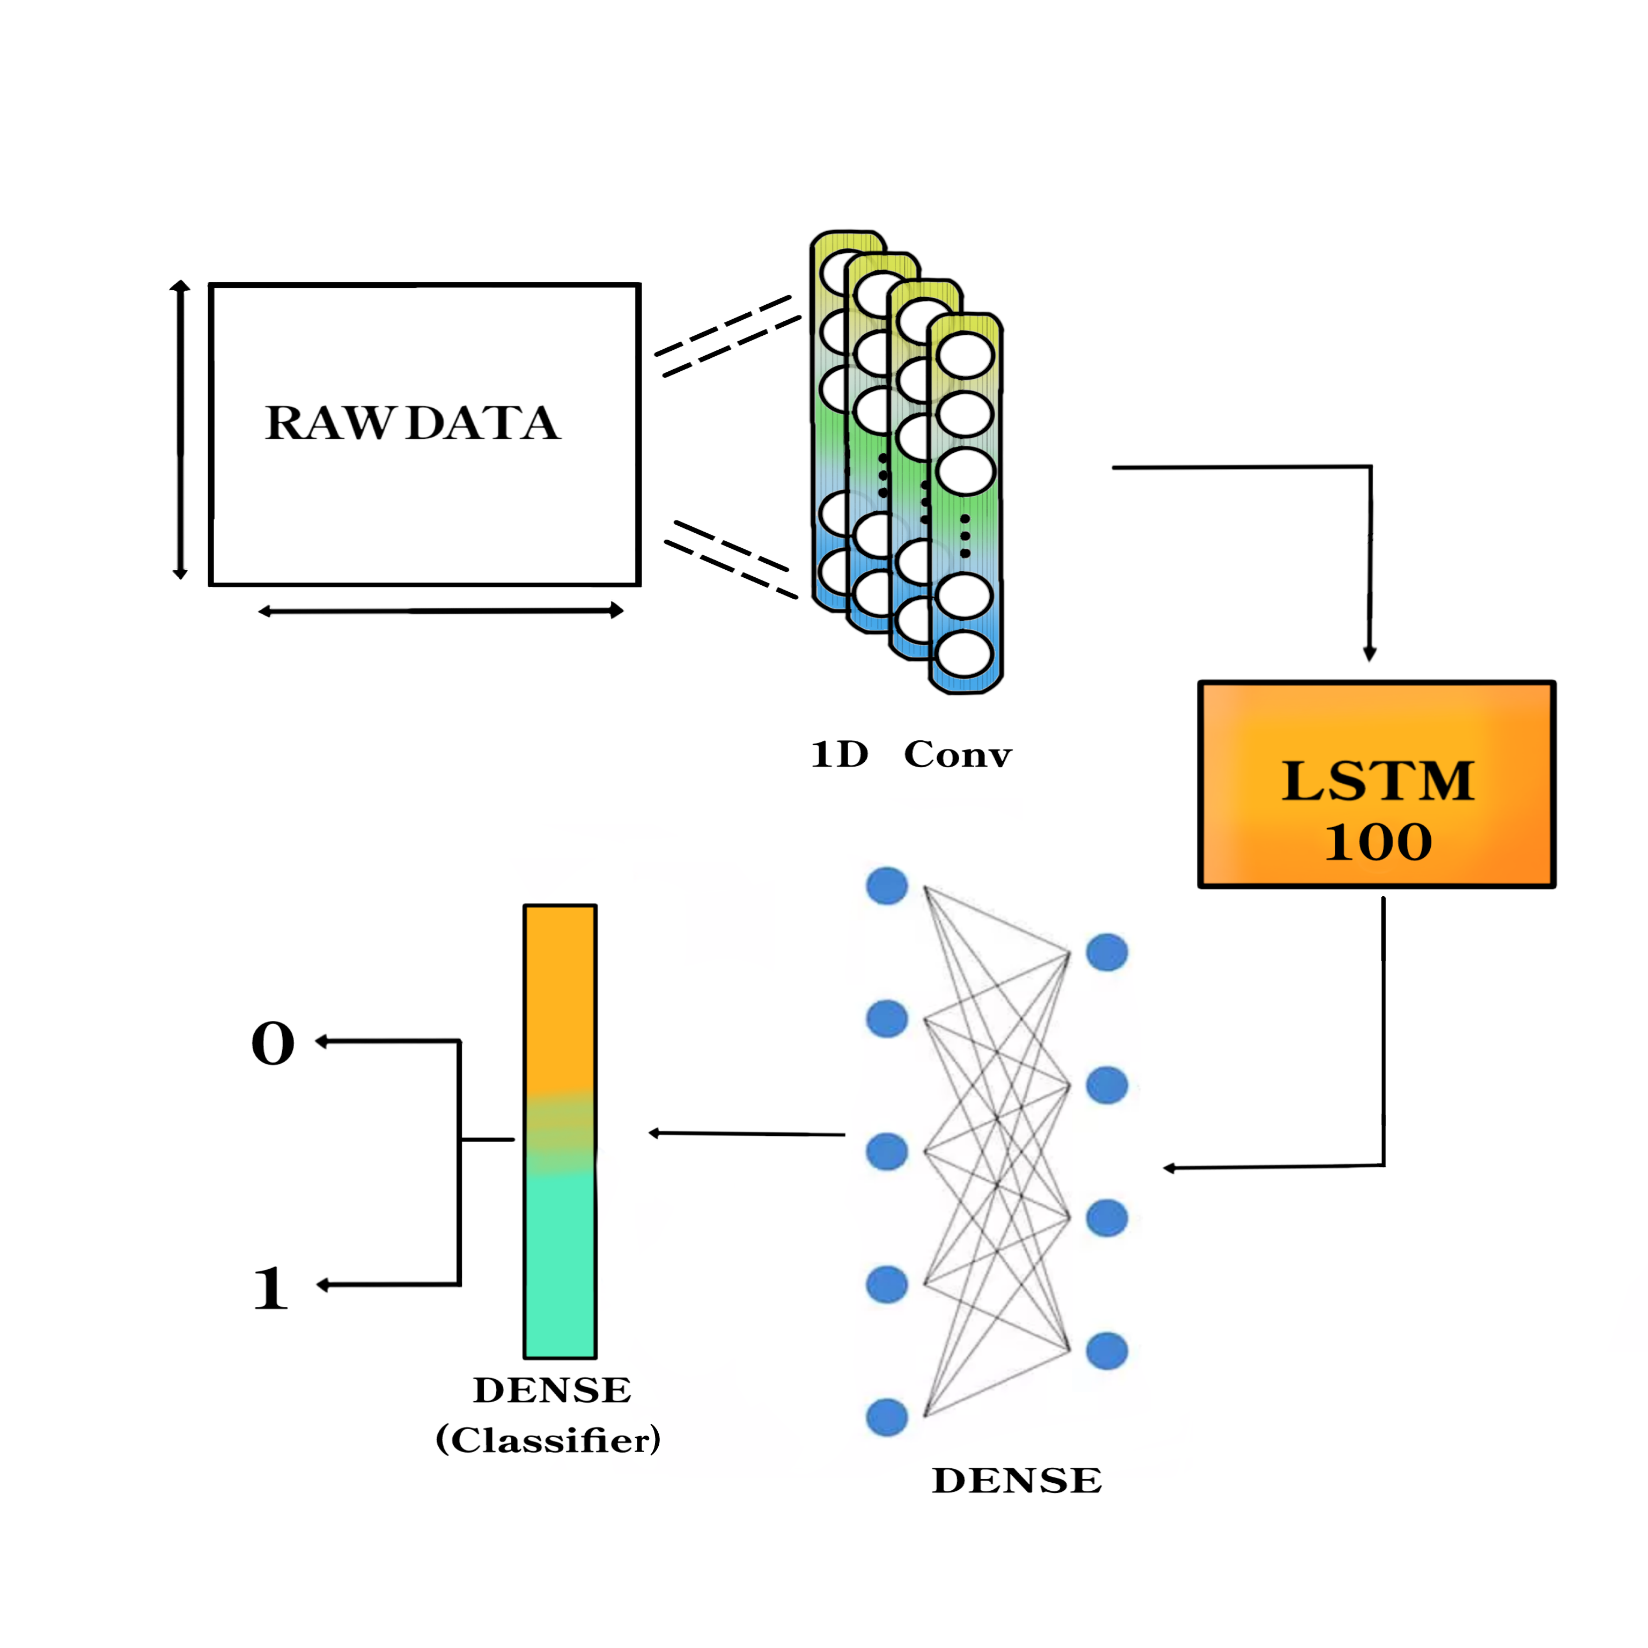 RAW DATA
1D Conv
LSTM
100
0
1
DENSE
(Classifier)
DENSE